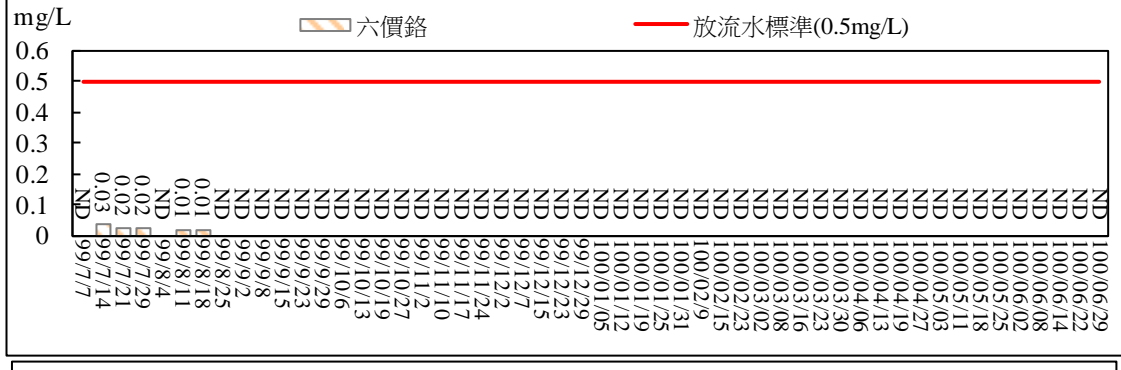 mg/L
六價鉻 放流水標準(0.5mg/L)
0.6
0.5
0.4
0.3
0.2
0.1
0
ND 0.03 0.02 0.02 ND 0.01 0.01 ND ND ND ND ND ND ND ND ND ND ND ND ND ND ND ND ND ND ND ND ND ND ND ND ND ND ND ND ND ND ND ND ND ND ND ND ND ND ND ND ND ND ND ND ND
99/7/7 99/7/14 99/7/21 99/7/29 99/8/4 99/8/11 99/8/18 99/8/25 99/9/2 99/9/8 99/9/15 99/9/23 99/9/29 99/10/6 99/10/13 99/10/19 99/10/27 99/11/2 99/11/10 99/11/17 99/11/24 99/12/2 99/12/7 99/12/15 99/12/23 99/12/29 100/01/05 100/01/12 100/01/19 100/01/25 100/01/31 100/02/9 100/02/15 100/02/23 100/03/02 100/03/08 100/03/16 100/03/23 100/03/30 100/04/06 100/04/13 100/04/19 100/04/27 100/05/03 100/05/11 100/05/18 100/05/25 100/06/02 100/06/08 100/06/14 100/06/22 100/06/29